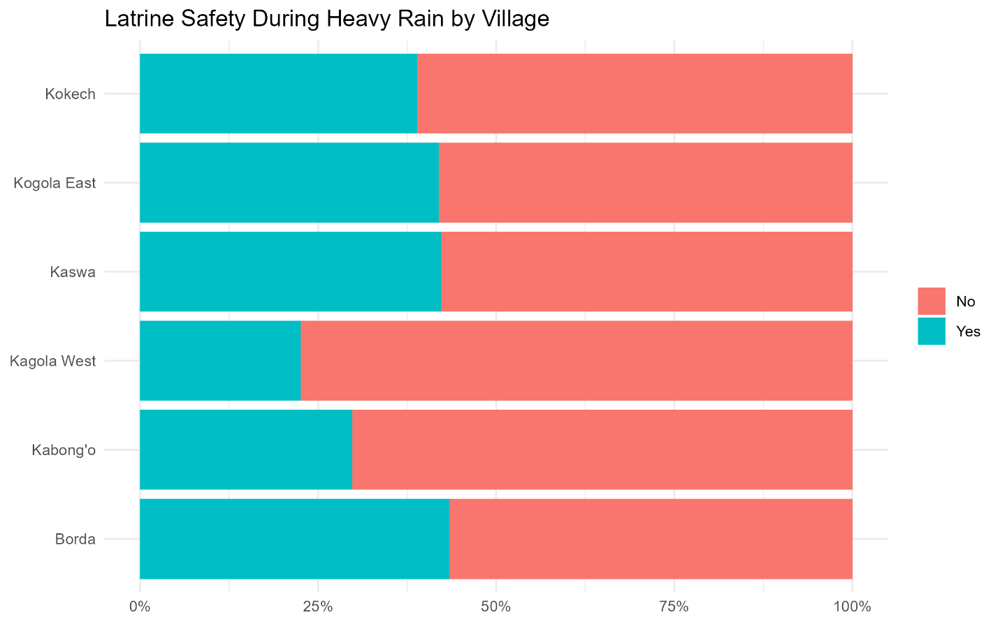 Latrine Safety During Heavy Rain by Village
Kokech
Kogola East
Kaswa
Kagola West
Kabong'o
Borda
0% 25% 50% 75% 100%
No
Yes